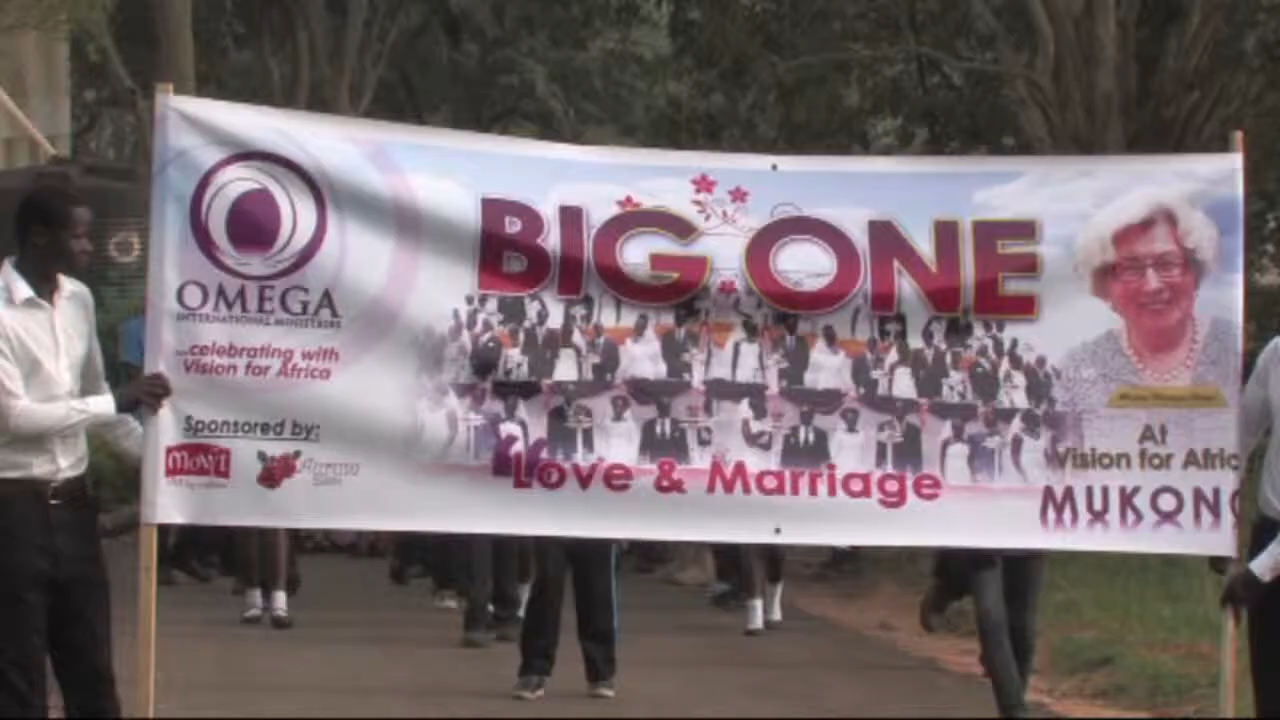 OMEGA
INTERNATIONAL MINISTRIES
...celebrating with
Vision for Africa
Sponsored by:
BIG ONE
Love & Marriage
At
Vision for Afric
MUKONO